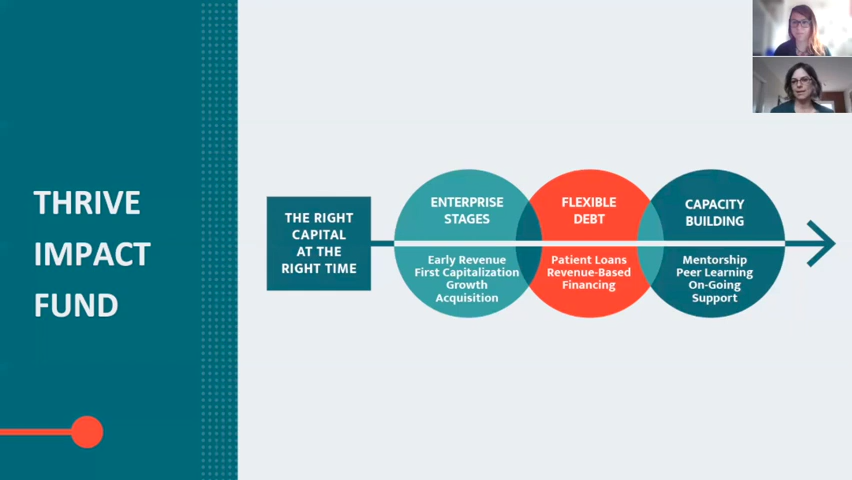 THRIVE
IMPACT
FUND
THE RIGHT
CAPITAL
AT THE
RIGHT TIME
ENTERPRISE
STAGES
Early Revenue
First Capitalization
Growth
Acquisition
FLEXIBLE
DEBT
Patient Loans
Revenue-Based
Financing
CAPACITY
BUILDING
Mentorship
Peer Learning
On-Going
Support